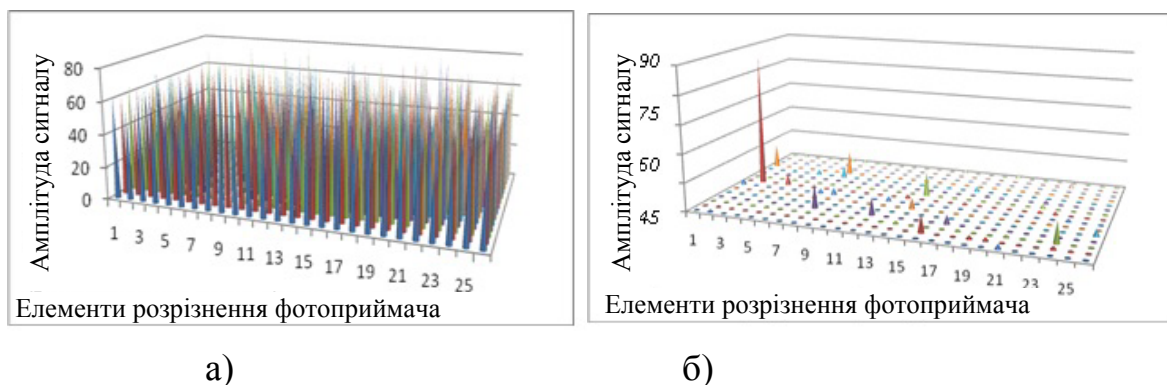 Амплітуда сигналу
80
60
40
20
0
1 3 5 7 9 11 13 15 17 19 21 23 25
Елементи розрізнення фотоприймача
а)
Амплітуда сигналу
90
75
60
45
1 3 5 7 9 11 13 15 17 19 21 23 25
Елементи розрізнення фотоприймача
б)